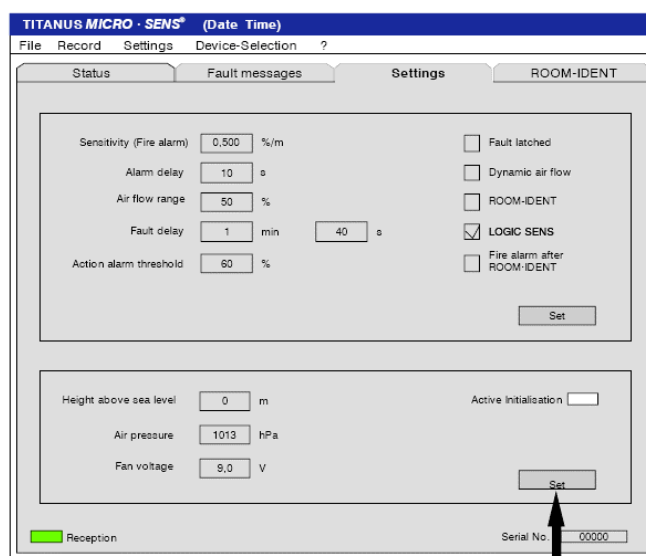 TITANUS MICRO · SENS® (Date Time)
File Record Settings Device-Selection ?
Status Fault messages Settings ROOM-IDENT
Sensitivity (Fire alarm) 0,500 %/m Fault latched
Alarm delay 10 s Dynamic air flow
Air flow range 50 % ROOM-IDENT
Fault delay 1 min 40 s LOGIC SENS
Action alarm threshold 60 % Fire alarm after
ROOM-IDENT
Set
Height above sea level 0 m Active Initialisation
Air pressure 1013 hPa
Fan voltage 9,0 V
Set
Reception Serial No. 00000